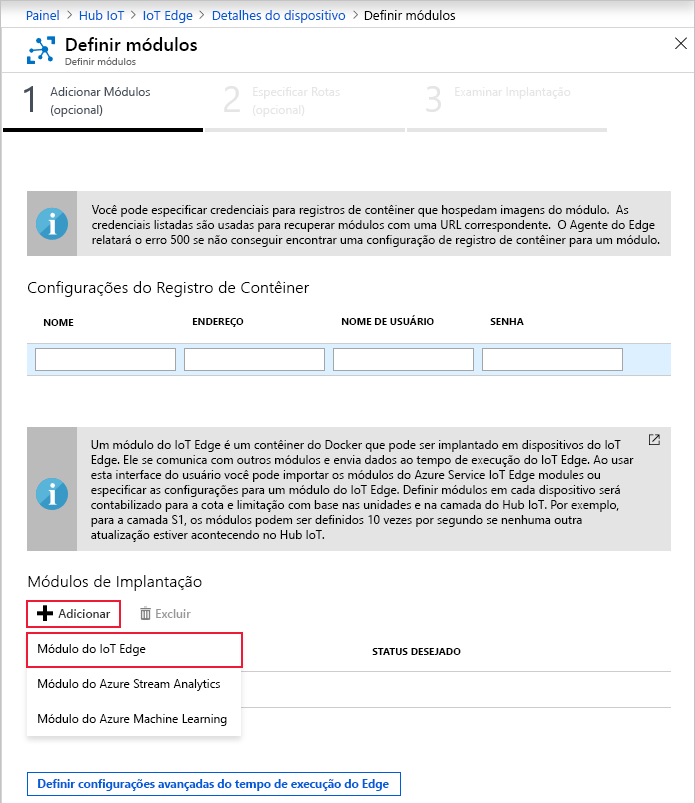 Painel > Hub IoT > IoT Edge > Detalhes do dispositivo > Definir módulos
Definir módulos
Definir módulos
1 Adicionar Módulos
(opcional)
2 Especificar Rotas
(opcional)
3 Examinar Implantação
Você pode especificar credenciais para registros de contêiner que hospedam imagens do módulo. As
credenciais listadas são usadas para recuperar módulos com uma URL correspondente. O Agente do Edge
relatará o erro 500 se não conseguir encontrar uma configuração de registro de contêiner para um módulo.
Configurações do Registro de Contêiner
NOME ENDEREÇO NOME DE USUÁRIO SENHA
Um módulo do IoT Edge é um contêiner do Docker que pode ser implantado em dispositivos do IoT
Edge. Ele se comunica com outros módulos e envia dados ao tempo de execução do IoT Edge. Ao usar
esta interface do usuário você pode importar os módulos do Azure Service IoT Edge modules ou
especificar as configurações para um módulo do IoT Edge. Definir módulos em cada dispositivo será
contabilizado para a cota e limitação com base nas unidades e na camada do Hub IoT. Por exemplo,
para a camada S1, os módulos podem ser definidos 10 vezes por segundo se nenhuma outra
atualização estiver acontecendo no Hub IoT.
Módulos de Implantação
Adicionar Excluir
Módulo do IoT Edge
STATUS DESEJADO
Módulo do Azure Stream Analytics
Módulo do Azure Machine Learning
Definir configurações avançadas do tempo de execução do Edge